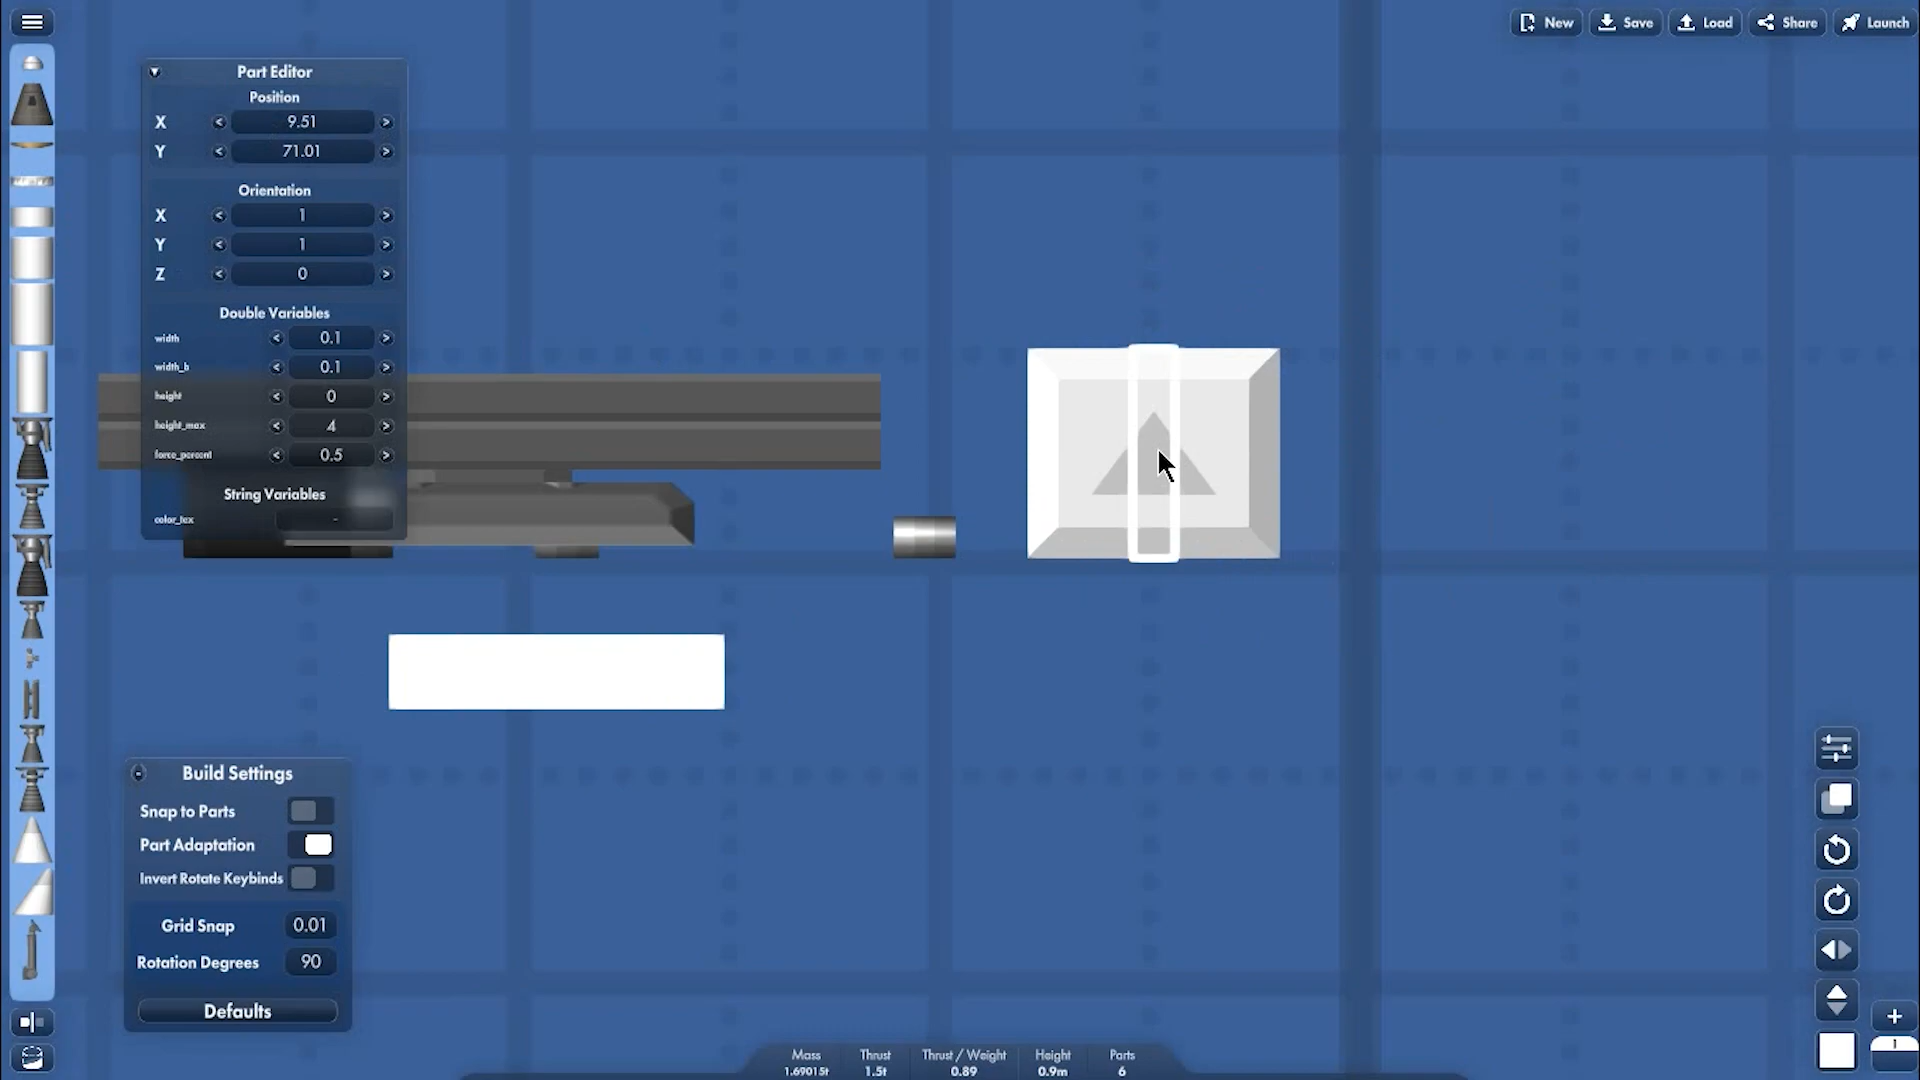 New Save Load Share Launch
Part Editor
Position
X < 9.51 >
Y < 71.01 >
Orientation
X < 1 >
Y < 1 >
Z < 0 >
Double Variables
width < 0.1 >
width_b < 0.1 >
height < 0 >
height_max < 4 >
force_percent < 0.5 >
String Variables
color_tex -
Build Settings
Snap to Parts
Part Adaptation
Invert Rotate Keybinds
Grid Snap 0.01
Rotation Degrees 90
Defaults
+
1
Mass Thrust Thrust / Weight Height Parts
1.69015t 1.5t 0.89 0.9m 6